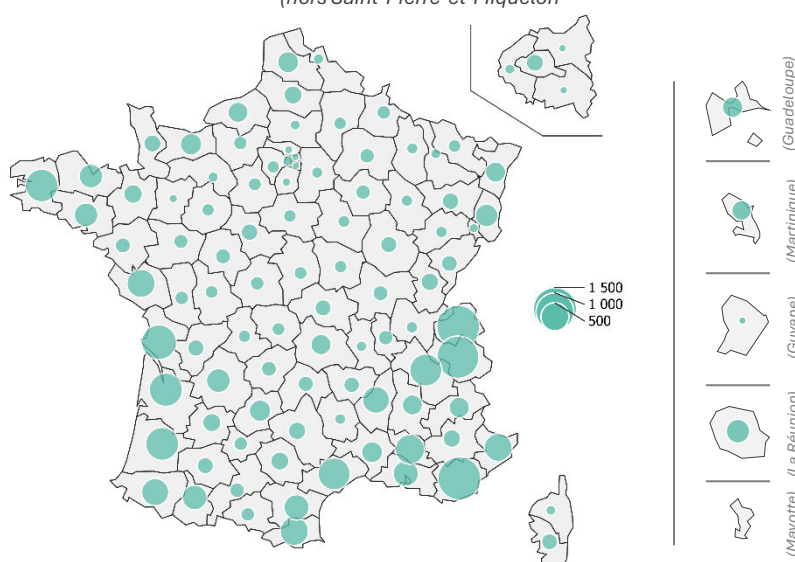 (hors Saint-Pierre-et-Miquelon
1 500
1 000
500
(Guadeloupe)
(Martinique)
(Guyane)
(La Réunion)
(Mayotte)